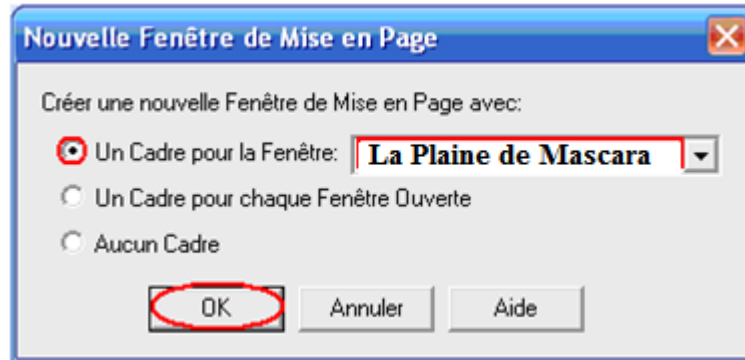 Nouvelle Fenêtre de Mise en Page
Créer une nouvelle Fenêtre de Mise en Page avec:
Un Cadre pour la Fenêtre: La Plaine de Mascara
Un Cadre pour chaque Fenêtre Ouverte
Aucun Cadre
OK Annuler Aide